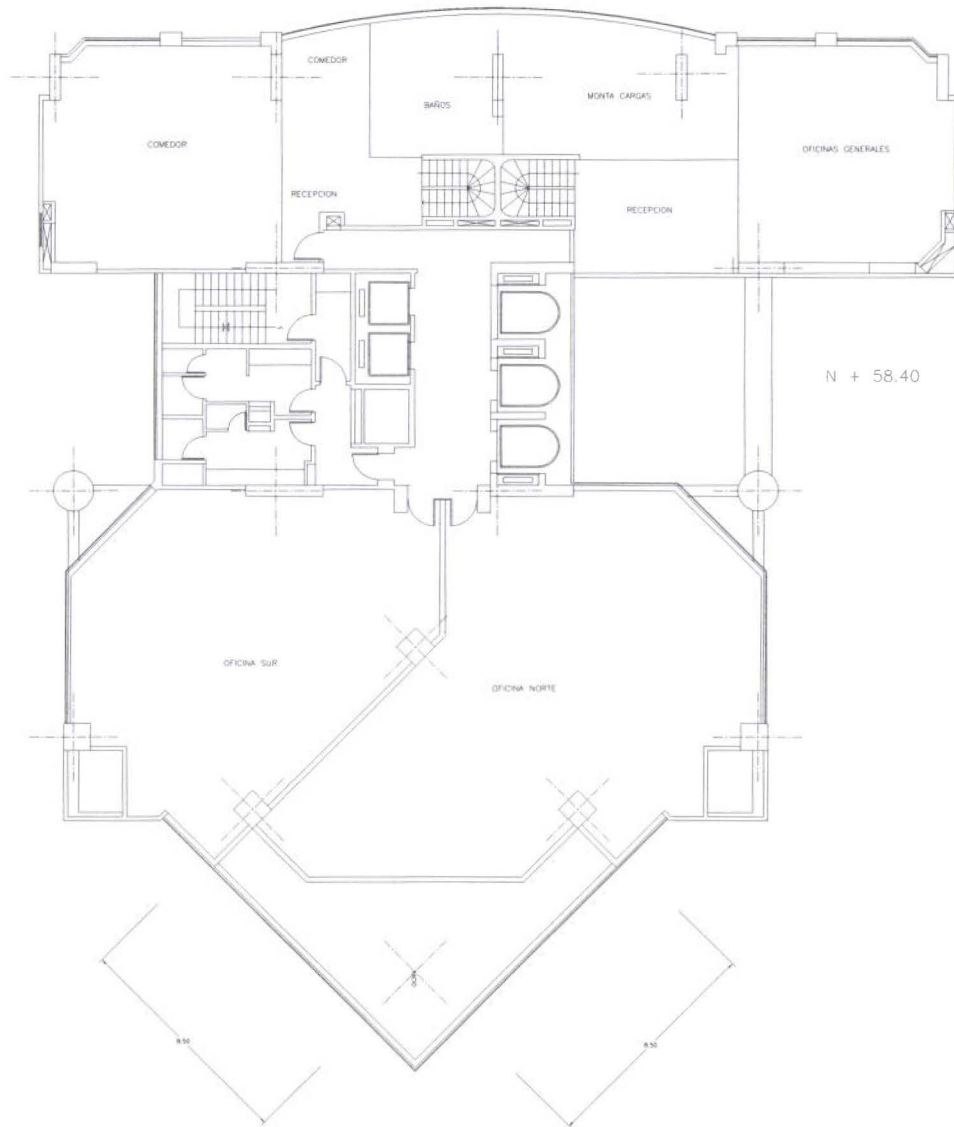 COMEDOR
BAÑOS
MONTA CARGAS
COMEDOR
OFICINAS GENERALES
RECEPCION
RECEPCION
N + 58.40
OFICINA SUR
OFICINA NORTE
8.50
8.50